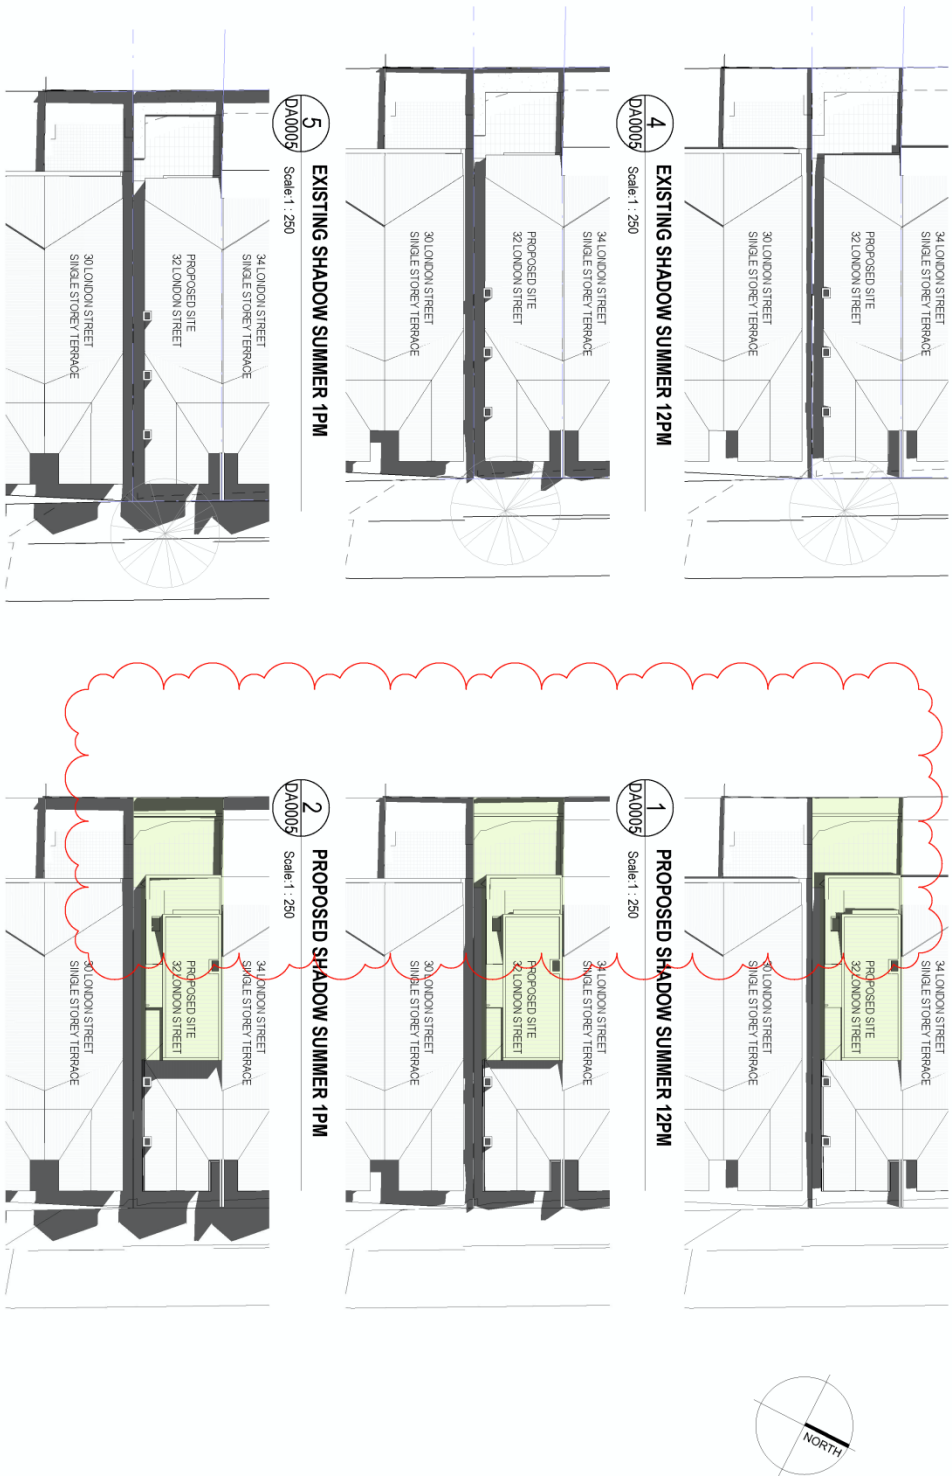 34 LONDON STREET
SINGLE STOREY TERRACE
PROPOSED SITE
32 LONDON STREET
30 LONDON STREET
SINGLE STOREY TERRACE
4
DA0005
EXISTING SHADOW SUMMER 12PM
Scale:1 : 250
34 LONDON STREET
SINGLE STOREY TERRACE
PROPOSED SITE
32 LONDON STREET
30 LONDON STREET
SINGLE STOREY TERRACE
1
DA0005
PROPOSED SHADOW SUMMER 12PM
Scale:1 : 250
34 LONDON STREET
SINGLE STOREY TERRACE
PROPOSED SITE
32 LONDON STREET
30 LONDON STREET
SINGLE STOREY TERRACE
5
DA0005
EXISTING SHADOW SUMMER 1PM
Scale:1 : 250
34 LONDON STREET
SINGLE STOREY TERRACE
PROPOSED SITE
32 LONDON STREET
30 LONDON STREET
SINGLE STOREY TERRACE
2
DA0005
PROPOSED SHADOW SUMMER 1PM
Scale:1 : 250
34 LONDON STREET
SINGLE STOREY TERRACE
PROPOSED SITE
32 LONDON STREET
30 LONDON STREET
SINGLE STOREY TERRACE
34 LONDON STREET
SINGLE STOREY TERRACE
PROPOSED SITE
32 LONDON STREET
30 LONDON STREET
SINGLE STOREY TERRACE
NORTH